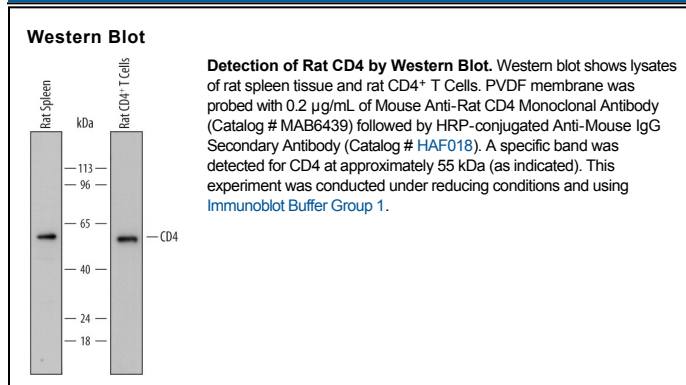 Western Blot
Rat Spleen
kDa
Rat CD4⁺ T Cells
113
96
65
CD4
40
24
18
Detection of Rat CD4 by Western Blot. Western blot shows lysates
of rat spleen tissue and rat CD4⁺ T Cells. PVDF membrane was
probed with 0.2 µg/mL of Mouse Anti-Rat CD4 Monoclonal Antibody
(Catalog # MAB6439) followed by HRP-conjugated Anti-Mouse IgG
Secondary Antibody (Catalog # HAF018). A specific band was
detected for CD4 at approximately 55 kDa (as indicated). This
experiment was conducted under reducing conditions and using
Immunoblot Buffer Group 1.